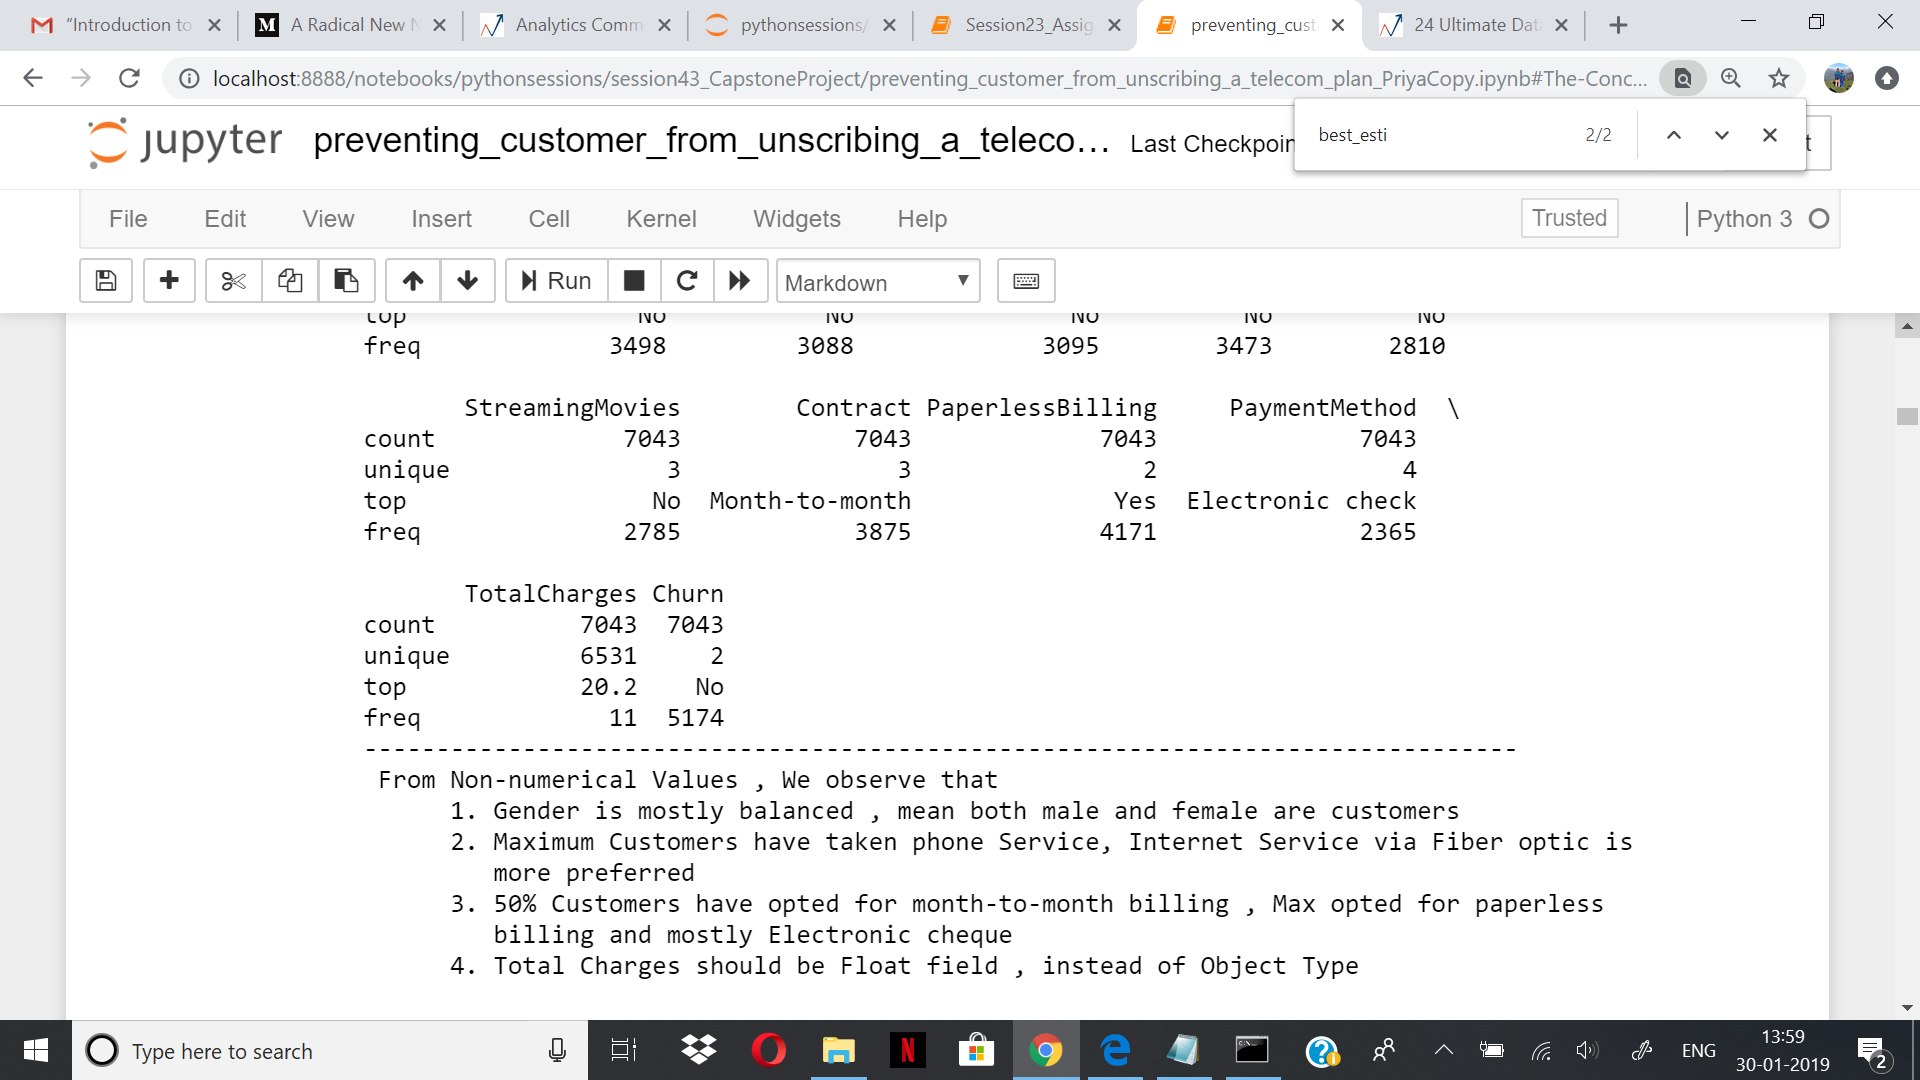 "Introduction to
M A Radical New N
Analytics Comm
pythonsessions/
Session23_Assig
preventing_cust
24 Ultimate Dat
localhost:8888/notebooks/pythonsessions/session43_CapstoneProject/preventing_customer_from_unscribing_a_telecom_plan_PriyaCopy.ipynb#The-Conc...
best_esti 2/2
jupyter preventing_customer_from_unscribing_a_teleco... Last Checkpoin t
File Edit View Insert Cell Kernel Widgets Help Trusted Python 3
Run Markdown
top No No No No No
freq 3498 3088 3095 3473 2810
StreamingMovies Contract PaperlessBilling PaymentMethod \
count 7043 7043 7043 7043
unique 3 3 2 4
top No Month-to-month Yes Electronic check
freq 2785 3875 4171 2365
TotalCharges Churn
count 7043 7043
unique 6531 2
top 20.2 No
freq 11 5174
--------------------------------------------------------------------------------
From Non-numerical Values , We observe that
1. Gender is mostly balanced , mean both male and female are customers
2. Maximum Customers have taken phone Service, Internet Service via Fiber optic is
more preferred
3. 50% Customers have opted for month-to-month billing , Max opted for paperless
billing and mostly Electronic cheque
4. Total Charges should be Float field , instead of Object Type
Type here to search
N
ENG
13:59
30-01-2019
2